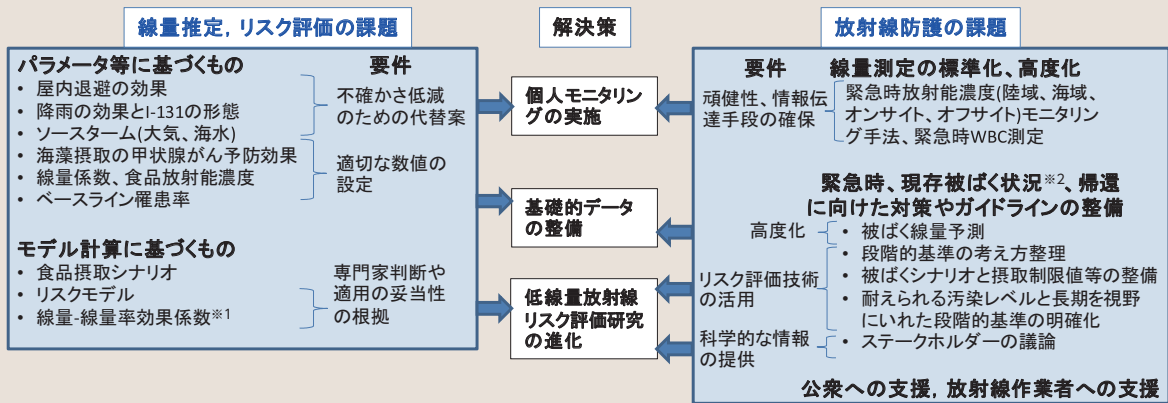 線量推定，リスク評価の課題
パラメータ等に基づくもの
要件
• 屋内退避の効果
• 降雨の効果とI-131の形態
• ソースターム(大気、海水)
• 海藻摂取の甲状腺がん予防効果
• 線量係数、食品放射能濃度
• ベースライン罹患率
不確かさ低減
のための代替案
適切な数値の
設定
モデル計算に基づくもの
• 食品摂取シナリオ
• リスクモデル
• 線量-線量率効果係数※1
専門家判断や
適用の妥当性
の根拠
解決策
個人モニタリン
グの実施
基礎的データ
の整備
低線量放射線
リスク評価研究
の進化
放射線防護の課題
要件
線量測定の標準化、高度化
頑健性、情報伝
達手段の確保
緊急時放射能濃度(陸域、海域、
オンサイト、オフサイト)モニタリン
グ手法、緊急時WBC測定
緊急時、現存被ばく状況※2、帰還
に向けた対策やガイドラインの整備
高度化
• 被ばく線量予測
リスク評価技術
の活用
• 段階的基準の考え方整理
• 被ばくシナリオと摂取制限値等の整備
• 耐えられる汚染レベルと長期を視野
にいれた段階的基準の明確化
科学的な情報
の提供
• ステークホルダーの議論
公衆への支援，放射線作業者への支援